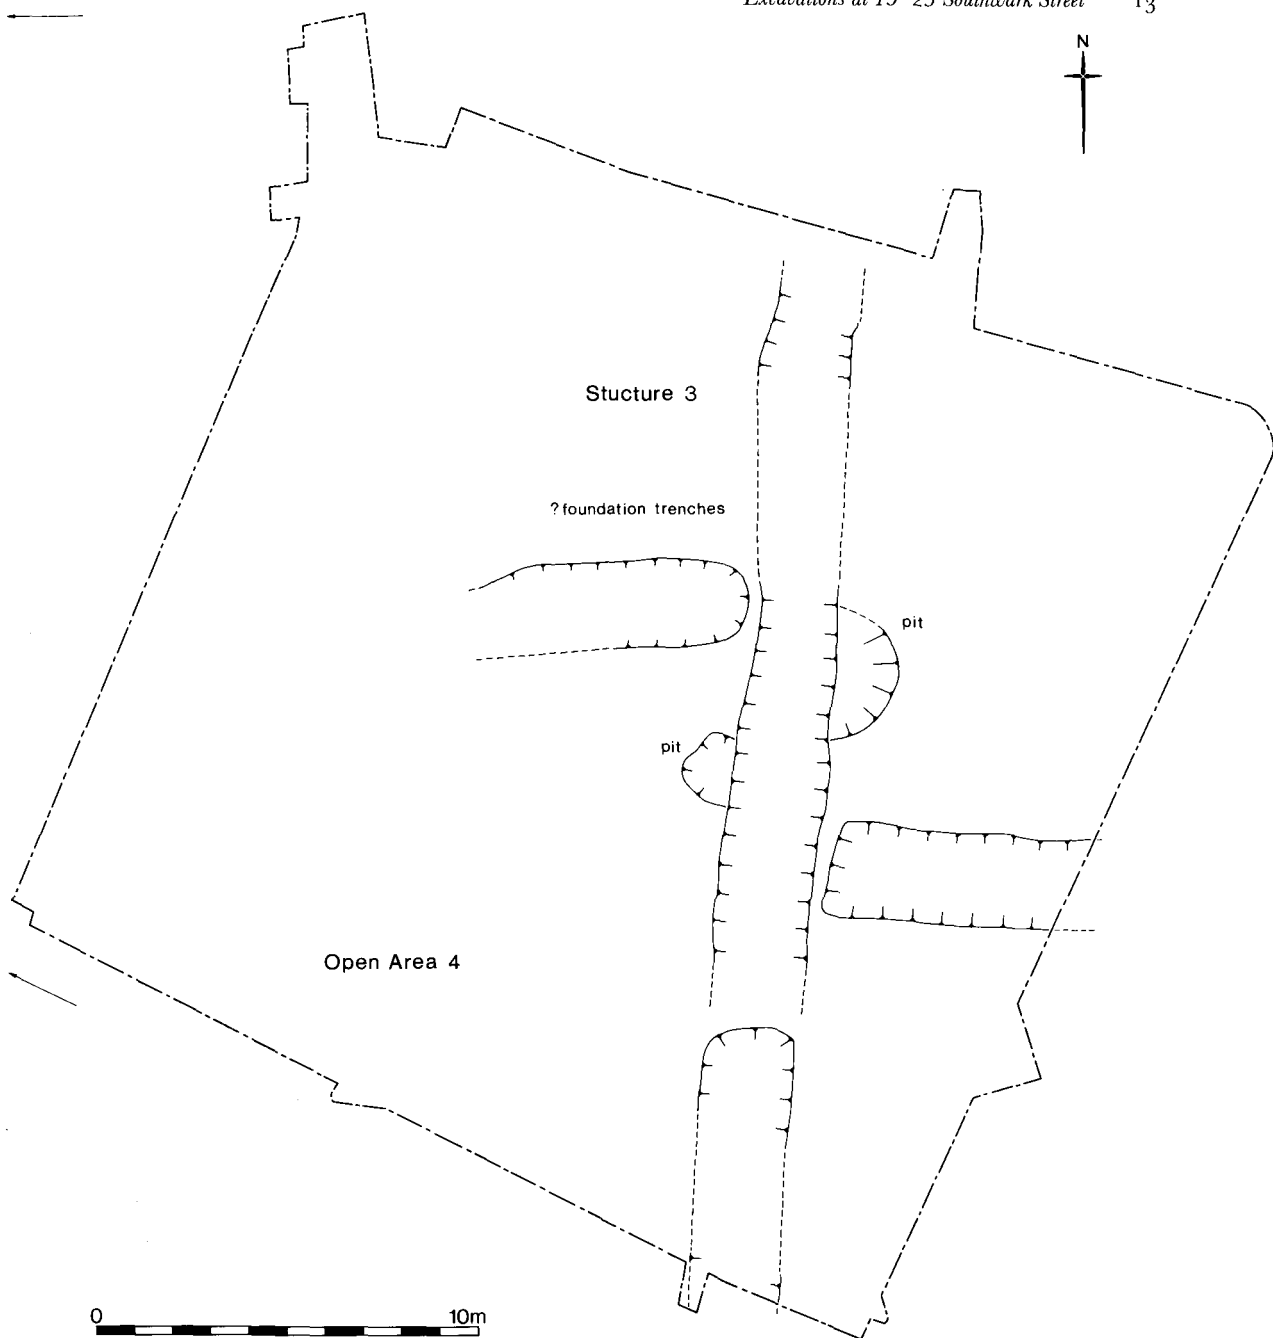 Excavations at 15–23 Southwark Street 13
N
Stucture 3
?foundation trenches
pit
pit
Open Area 4
0 10m